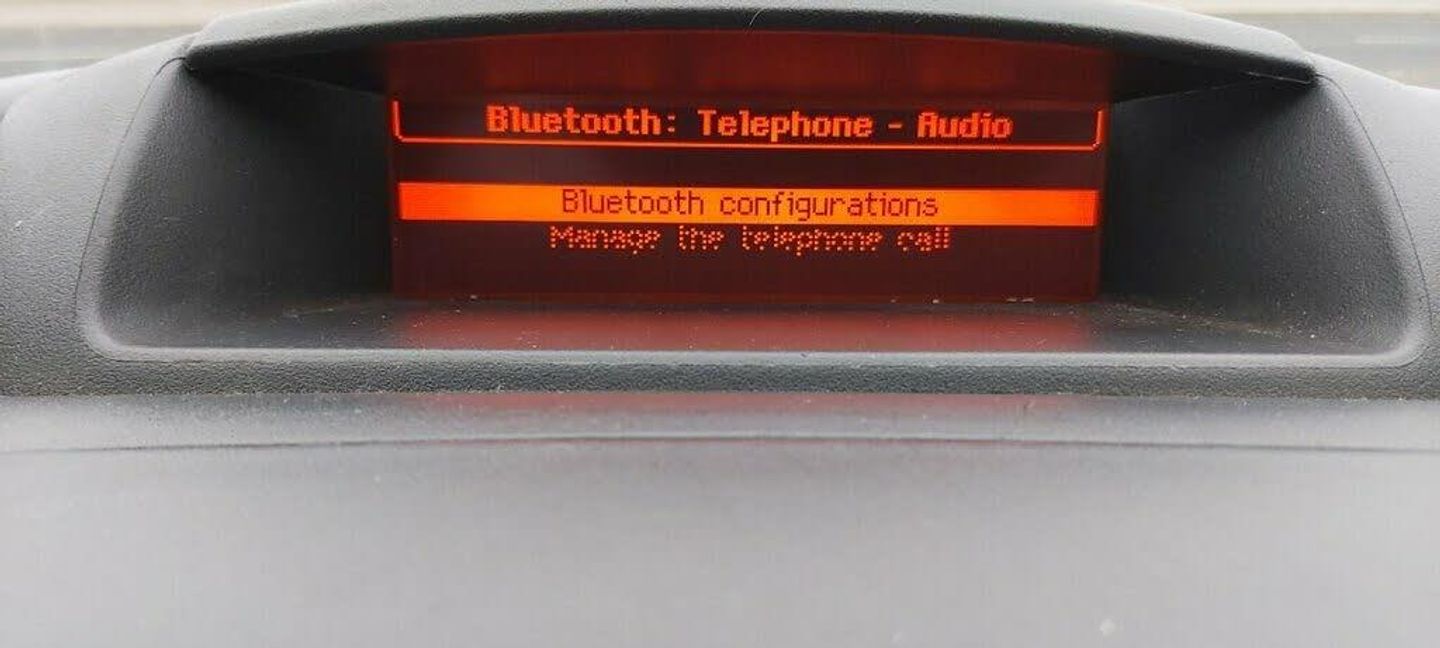 Bluetooth: Telephone - Audio
Bluetooth configurations
Manage the telephone call